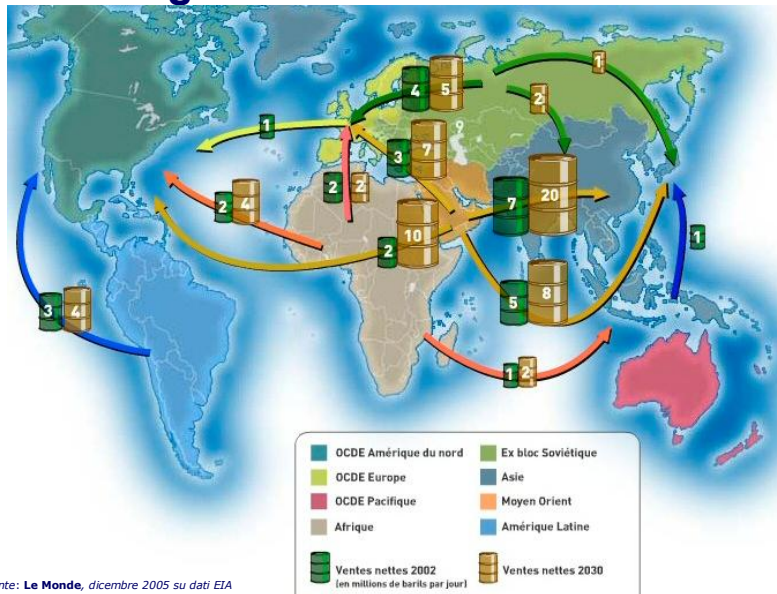 1
4 5
2
1
9
3 7
2 2
2 4
7 20
10
2
1
5 8
3 4
1 2
OCDE Amérique du nord
OCDE Europe
OCDE Pacifique
Afrique
Ex bloc Soviétique
Asie
Moyen Orient
Amérique Latine
Ventes nettes 2002
(en millions de barils par jour)
Ventes nettes 2030
nte: Le Monde, dicembre 2005 su dati EIA